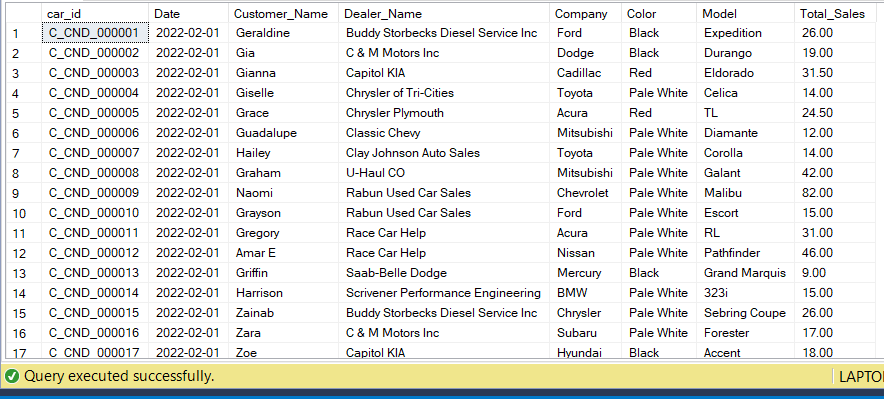 car_id Date Customer_Name Dealer_Name Company Color Model Total_Sales
1 C_CND_000001 2022-02-01 Geraldine Buddy Storbecks Diesel Service Inc Ford Black Expedition 26.00
2 C_CND_000002 2022-02-01 Gia C & M Motors Inc Dodge Black Durango 19.00
3 C_CND_000003 2022-02-01 Gianna Capitol KIA Cadillac Red Eldorado 31.50
4 C_CND_000004 2022-02-01 Giselle Chrysler of Tri-Cities Toyota Pale White Celica 14.00
5 C_CND_000005 2022-02-01 Grace Chrysler Plymouth Acura Red TL 24.50
6 C_CND_000006 2022-02-01 Guadalupe Classic Chevy Mitsubishi Pale White Diamante 12.00
7 C_CND_000007 2022-02-01 Hailey Clay Johnson Auto Sales Toyota Pale White Corolla 14.00
8 C_CND_000008 2022-02-01 Graham U-Haul CO Mitsubishi Pale White Galant 42.00
9 C_CND_000009 2022-02-01 Naomi Rabun Used Car Sales Chevrolet Pale White Malibu 82.00
10 C_CND_000010 2022-02-01 Grayson Rabun Used Car Sales Ford Pale White Escort 15.00
11 C_CND_000011 2022-02-01 Gregory Race Car Help Acura Pale White RL 31.00
12 C_CND_000012 2022-02-01 Amar E Race Car Help Nissan Pale White Pathfinder 46.00
13 C_CND_000013 2022-02-01 Griffin Saab-Belle Dodge Mercury Black Grand Marquis 9.00
14 C_CND_000014 2022-02-01 Harrison Scrivener Performance Engineering BMW Pale White 323i 15.00
15 C_CND_000015 2022-02-01 Zainab Buddy Storbecks Diesel Service Inc Chrysler Pale White Sebring Coupe 26.00
16 C_CND_000016 2022-02-01 Zara C & M Motors Inc Subaru Pale White Forester 17.00
17 C_CND_000017 2022-02-01 Zoe Capitol KIA Hyundai Black Accent 18.00
Query executed successfully. LAPTO